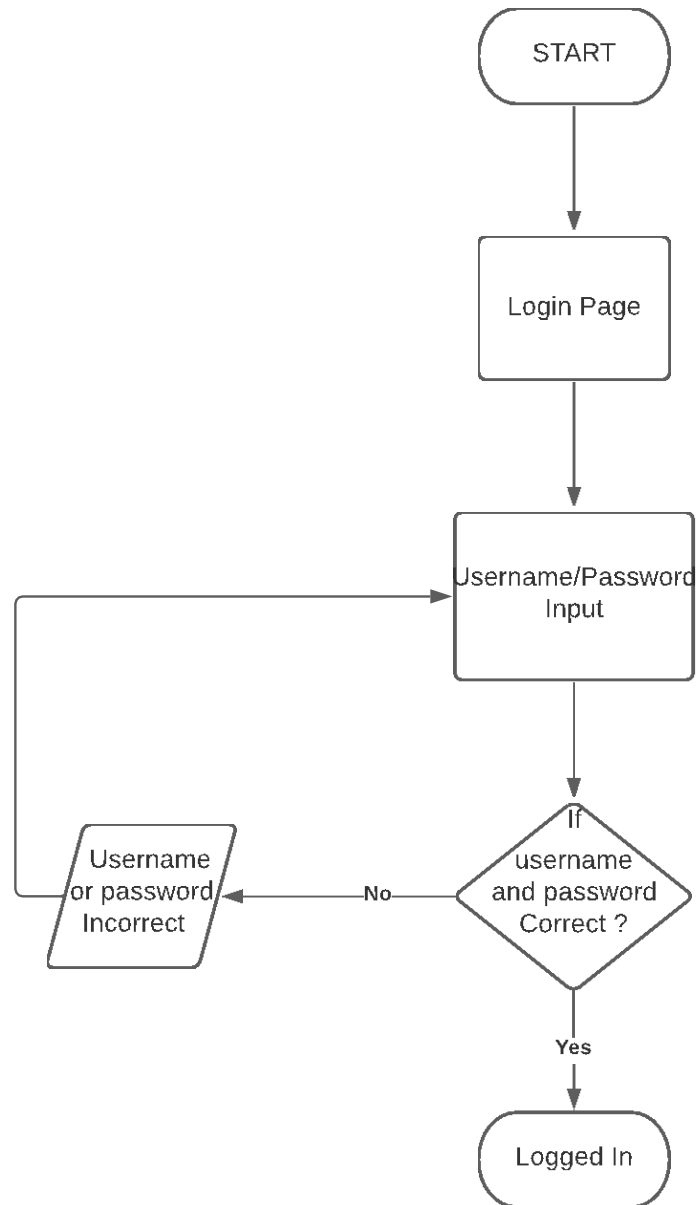 START
Login Page
Username/Password
Input
If
username
and password
Correct ?
No
Username
or password
Incorrect
Yes
Logged In